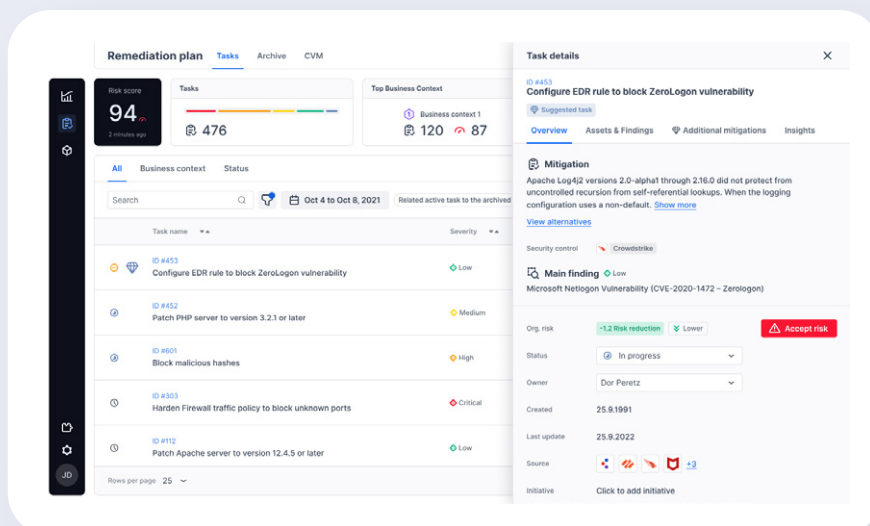 Remediation plan Tasks Archive CVM
Risk score
94
2 minutes ago
Tasks
476
Top Business Context
Business context 1
120 87
All Business context Status
Search
Oct 4 to Oct 8, 2021
Related active task to the archived
Task name Severity
ID #453
Configure EDR rule to block ZeroLogon vulnerability Low
ID #452
Patch PHP server to version 3.2.1 or later Medium
ID #601
Block malicious hashes High
ID #303
Harden Firewall traffic policy to block unknown ports Critical
ID #112
Patch Apache server to version 12.4.5 or later Low
Rows per page 25
JD
Task details
ID #453
Configure EDR rule to block ZeroLogon vulnerability
Suggested task
Overview Assets & Findings Additional mitigations Insights
Mitigation
Apache Log4j2 versions 2.0-alpha1 through 2.16.0 did not protect from
uncontrolled recursion from self-referential lookups. When the logging
configuration uses a non-default. Show more
View alternatives
Security control Crowdstrike
Main finding Low
Microsoft Netlogon Vulnerability (CVE-2020-1472 – Zerologon)
Org. risk -1.2 Risk reduction Lower Accept risk
Status In progress
Owner Dor Peretz
Created 25.9.1991
Last update 25.9.2022
Source +3
Initiative Click to add initiative